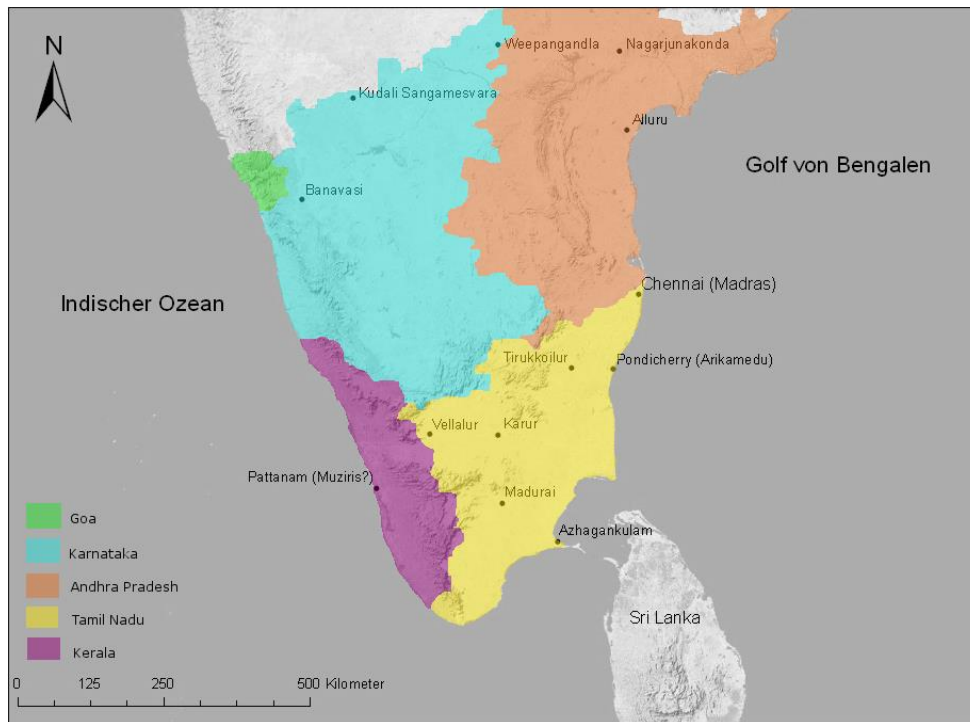 N
Weepangandla
Nagarjunakonda
Kudali Sangamesvara
Alluru
Golf von Bengalen
Banavasi
Indischer Ozean
Chennai (Madras)
Tirukkoilur
Pondicherry (Arikamedu)
Vellalur
Karur
Pattanam (Muziris?)
Madurai
Azhagankulam
Sri Lanka
Goa
Karnataka
Andhra Pradesh
Tamil Nadu
Kerala
0 125 250 500 Kilometer